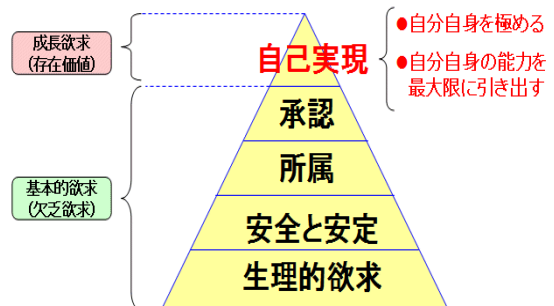 成長欲求
(存在価値)
自己実現
●自分自身を極める
●自分自身の能力を
最大限に引き出す
承認
所属
基本的欲求
(欠乏欲求)
安全と安定
生理的欲求